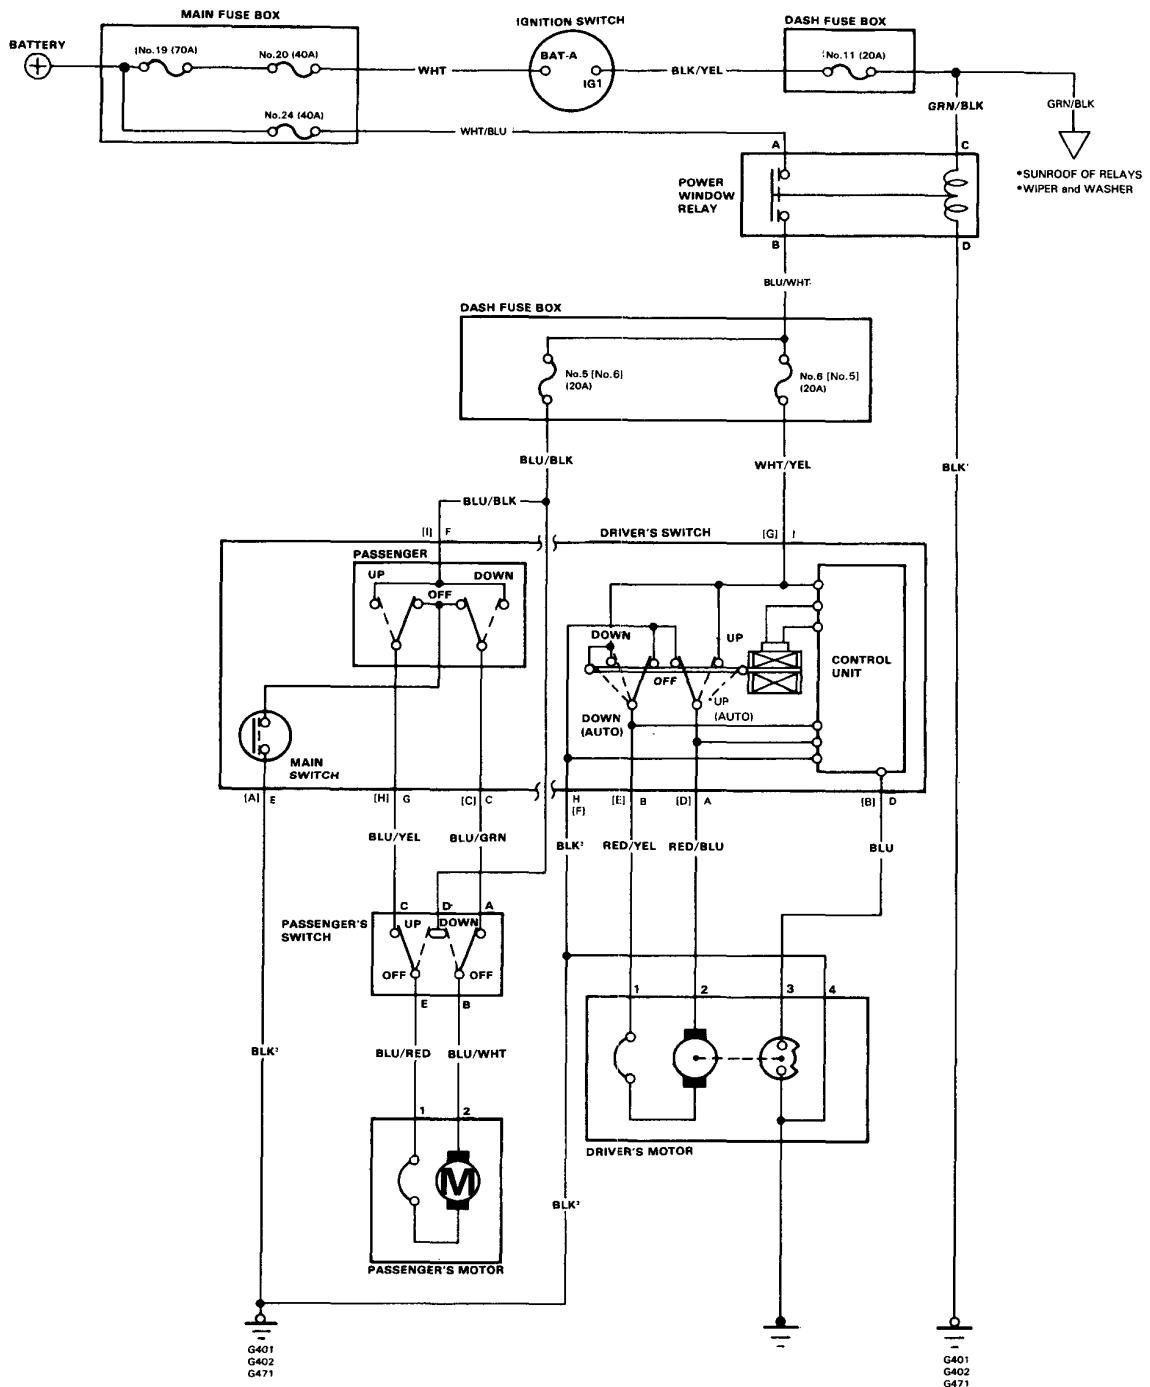 MAIN FUSE BOX
IGNITION SWITCH
DASH FUSE BOX
BATTERY
(No.19 (70A)
No.20 (40A)
BAT-A
IG1
No.11 (20A)
WHT
BLK/YEL
No.24 (40A)
WHT/BLU
GRN/BLK
GRN/BLK
A
C
•SUNROOF OF RELAYS
•WIPER and WASHER
POWER
WINDOW
RELAY
B
D
BLU/WHT
DASH FUSE BOX
No.5 [No.6]
(20A)
No.6 [No.5]
(20A)
BLU/BLK
WHT/YEL
BLK¹
BLU/BLK
[I] F
DRIVER'S SWITCH
[G] I
PASSENGER
UP
DOWN
OFF
DOWN
UP
OFF
CONTROL
UNIT
DOWN
(AUTO)
UP
(AUTO)
MAIN
SWITCH
[A] E
[H] G
[C] C
H
[F]
[E] B
[D] A
[B] D
BLU/YEL
BLU/GRN
BLK²
RED/YEL
RED/BLU
BLU
PASSENGER'S
SWITCH
C
D
A
UP
DOWN
OFF
OFF
E
B
1
2
3
4
BLK²
BLU/RED
BLU/WHT
1
2
M
DRIVER'S MOTOR
BLK²
PASSENGER'S MOTOR
G401
G402
G471
G401
G402
G471